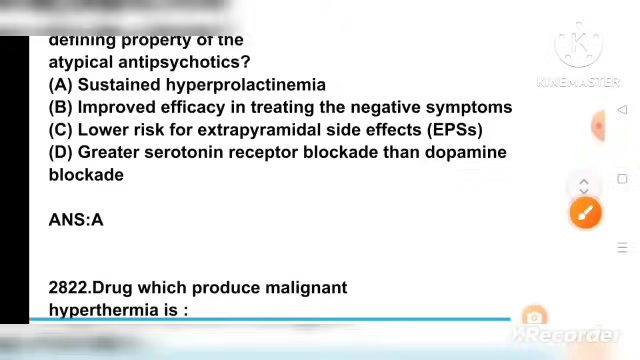 defining property of the
atypical antipsychotics?
(A) Sustained hyperprolactinemia
(B) Improved efficacy in treating the negative symptoms
(C) Lower risk for extrapyramidal side effects (EPSs)
(D) Greater serotonin receptor blockade than dopamine
blockade
ANS:A
2822.Drug which produce malignant
hyperthermia is :
KINEMASTER
XRecorder